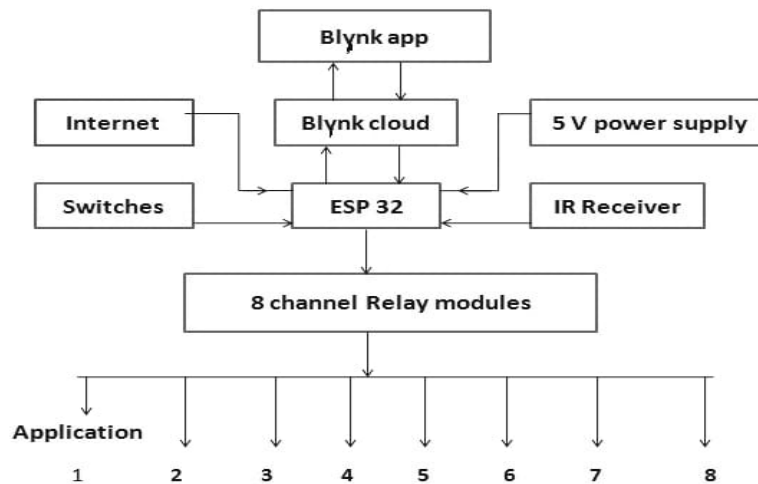 Blynk app
Internet
Blynk cloud
5 V power supply
Switches
ESP 32
IR Receiver
8 channel Relay modules
Application
1 2 3 4 5 6 7 8